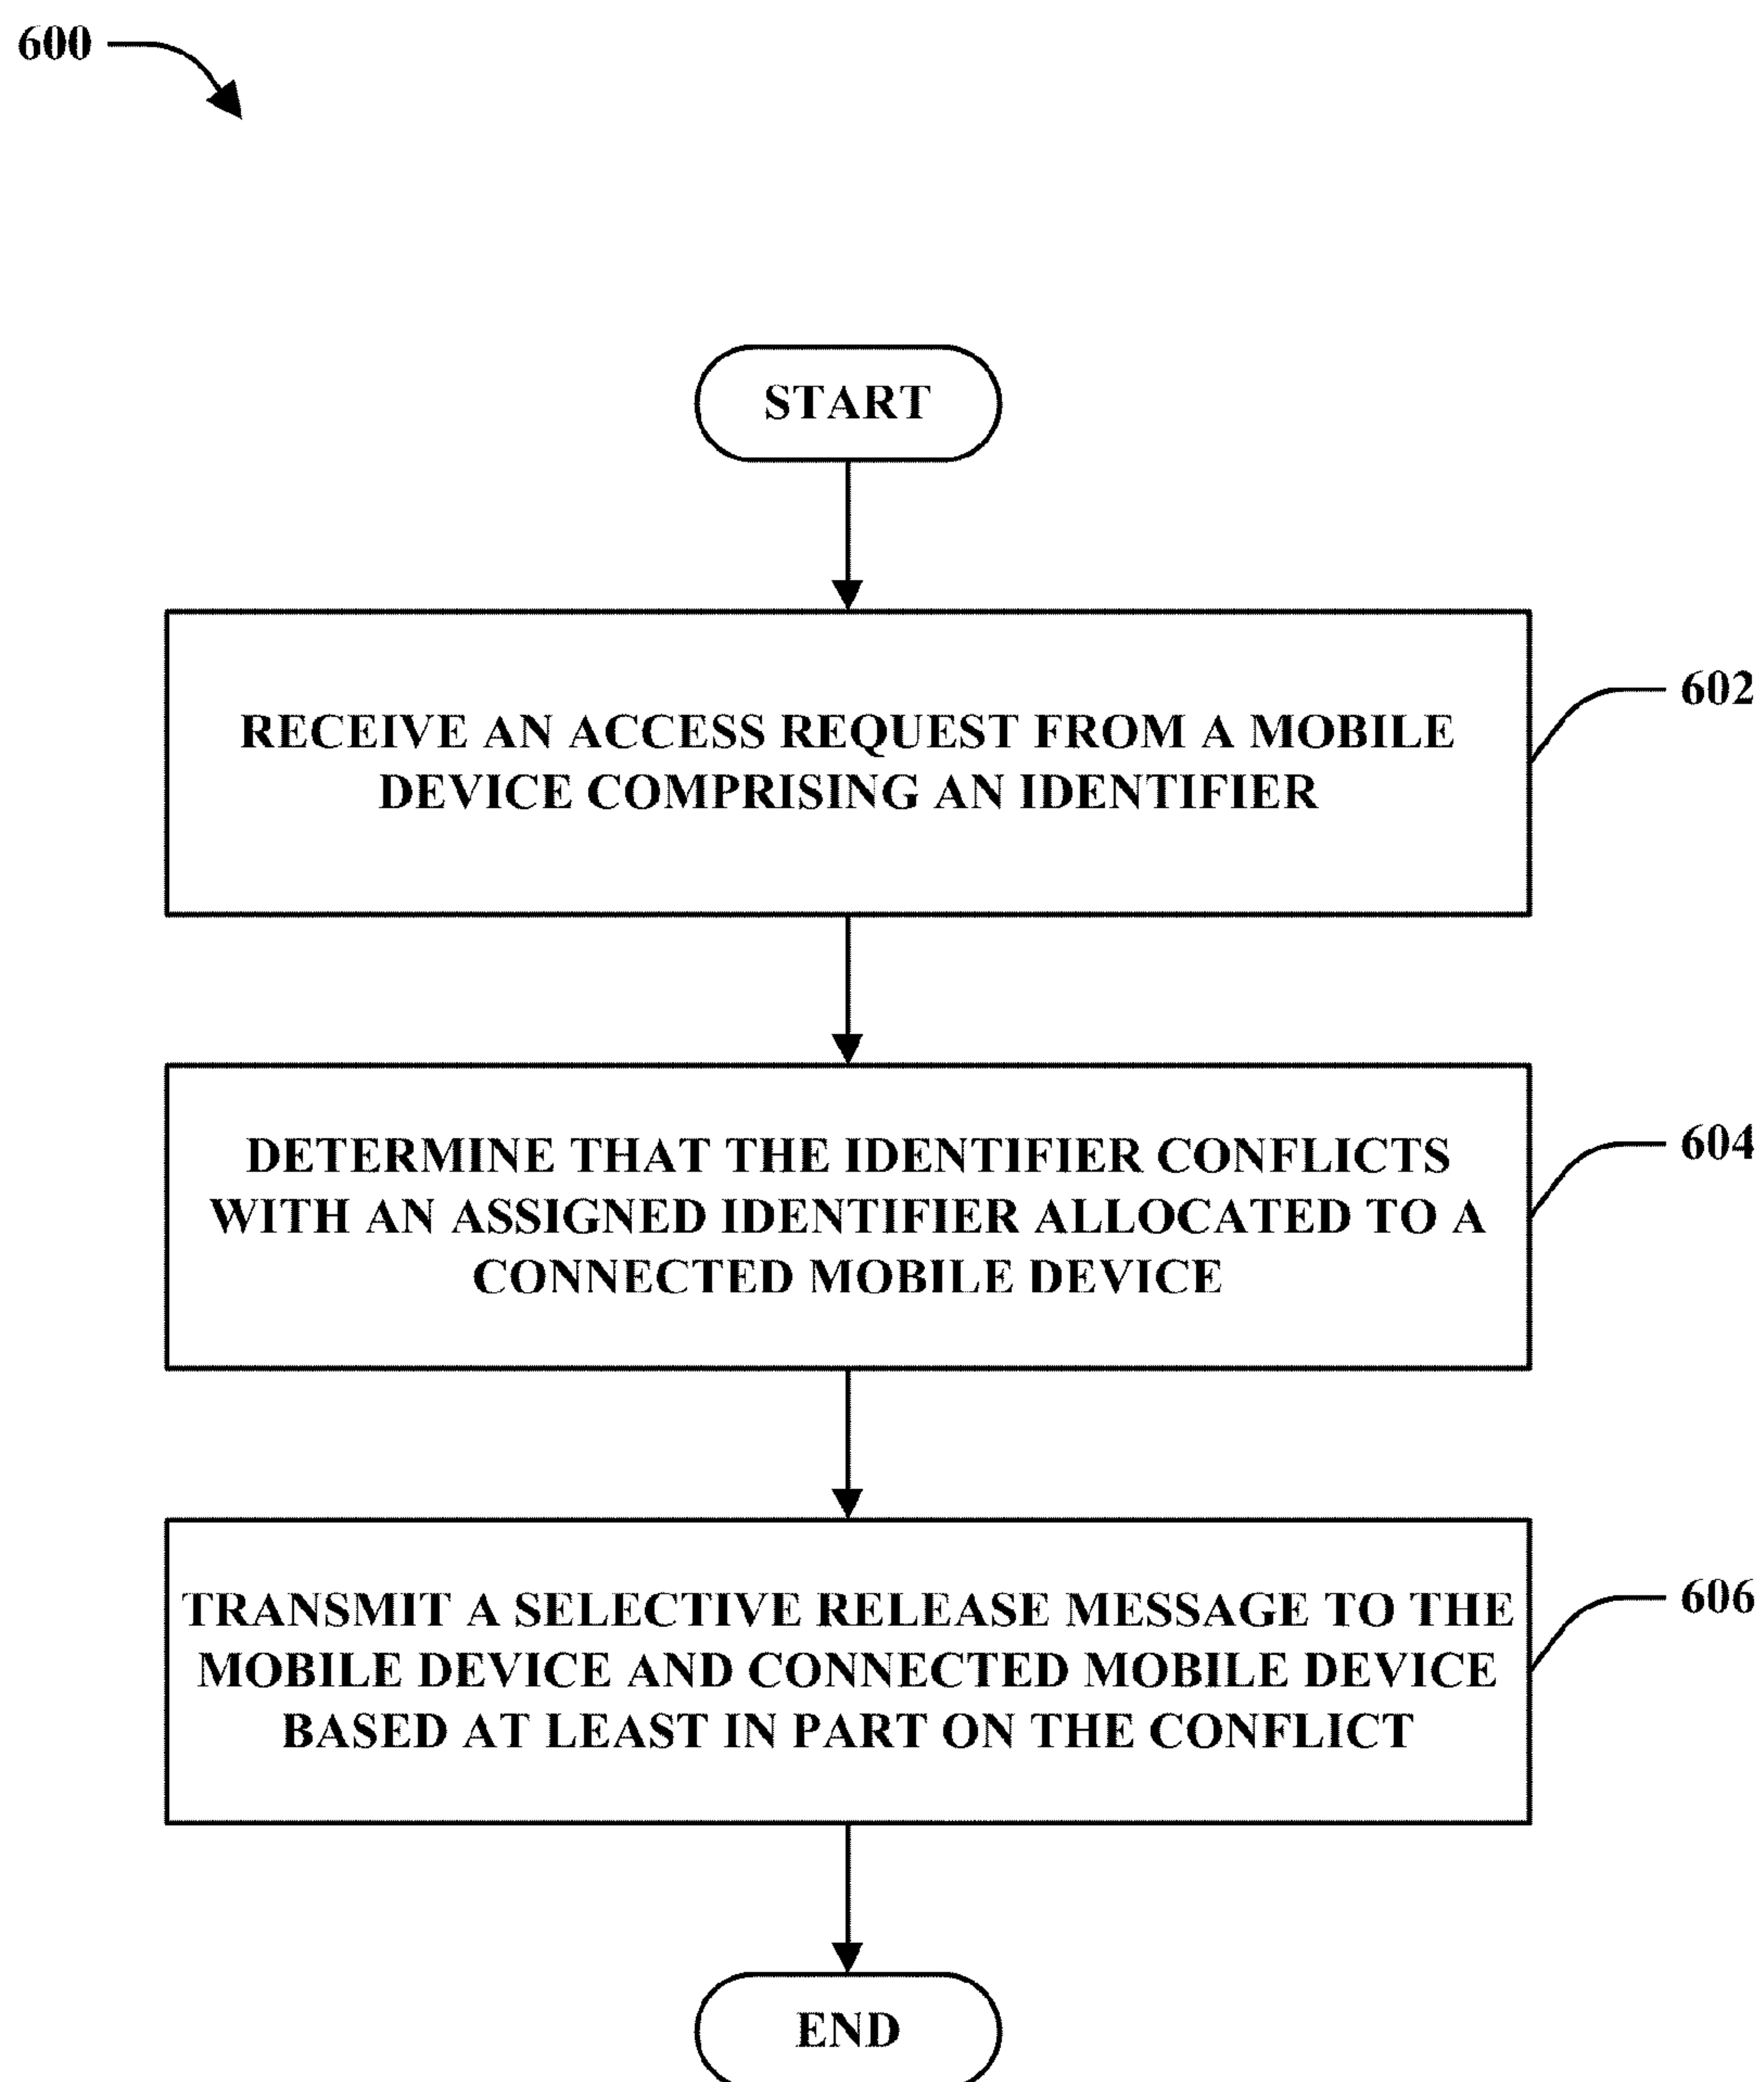 600
START
RECEIVE AN ACCESS REQUEST FROM A MOBILE
DEVICE COMPRISING AN IDENTIFIER
602
DETERMINE THAT THE IDENTIFIER CONFLICTS
WITH AN ASSIGNED IDENTIFIER ALLOCATED TO A
CONNECTED MOBILE DEVICE
604
TRANSMIT A SELECTIVE RELEASE MESSAGE TO THE
MOBILE DEVICE AND CONNECTED MOBILE DEVICE
BASED AT LEAST IN PART ON THE CONFLICT
606
END